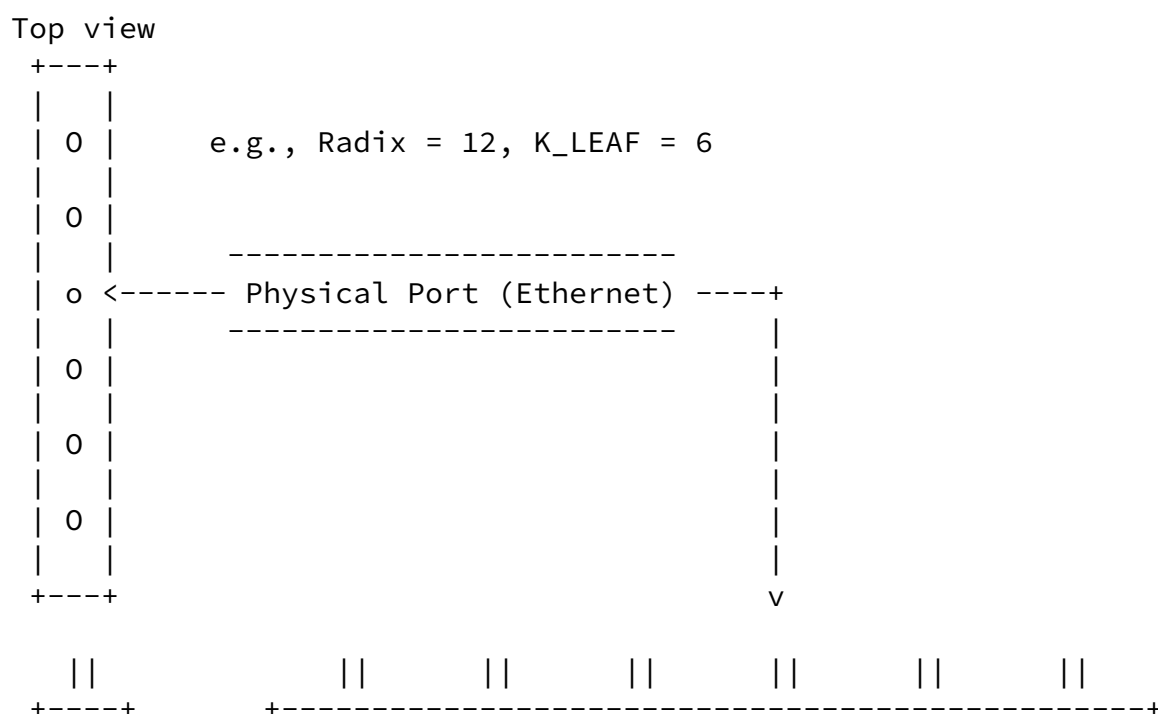 Top view
+---+
|   |
| O |     e.g., Radix = 12, K_LEAF = 6
|   |
| O |
|   |      -------------------------
| o <------ Physical Port (Ethernet) ----+
|   |      -------------------------     |
| O |                                    |
|   |                                    |
| O |                                    |
|   |                                    |
| O |                                    |
|   |                                    |
+---+                                    v
  ||             ||      ||      ||      ||      ||      ||
+----+       +------------------------------------------------+